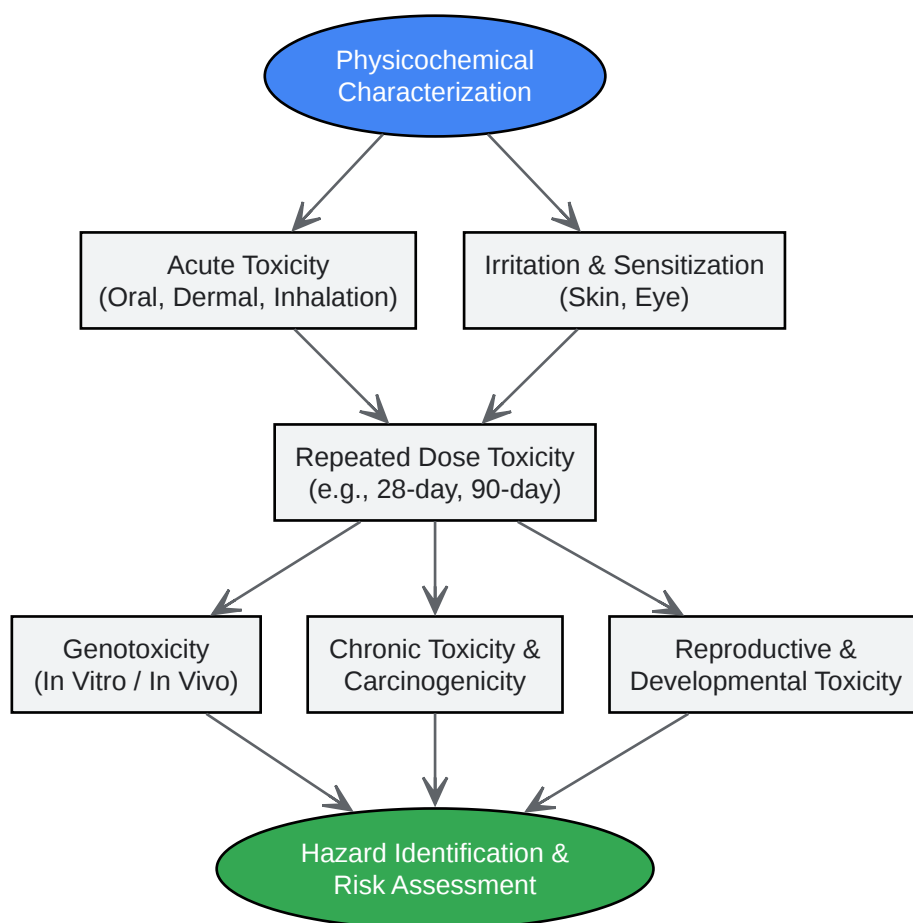 Physicochemical
Characterization
Acute Toxicity
(Oral, Dermal, Inhalation)
Irritation & Sensitization
(Skin, Eye)
Repeated Dose Toxicity
(e.g., 28-day, 90-day)
Genotoxicity
(In Vitro / In Vivo)
Chronic Toxicity &
Carcinogenicity
Reproductive &
Developmental Toxicity
Hazard Identification &
Risk Assessment